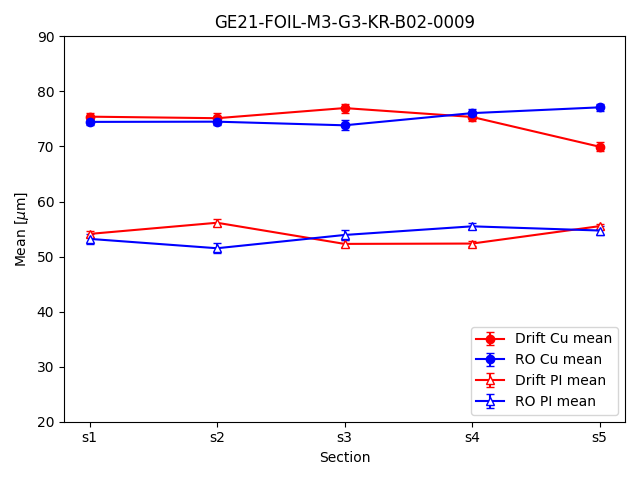 GE21-FOIL-M3-G3-KR-B02-0009
90
80
70
60
50
40
30
20
Mean [μm]
s1 s2 s3 s4 s5
Section
Drift Cu mean
RO Cu mean
Drift PI mean
RO PI mean